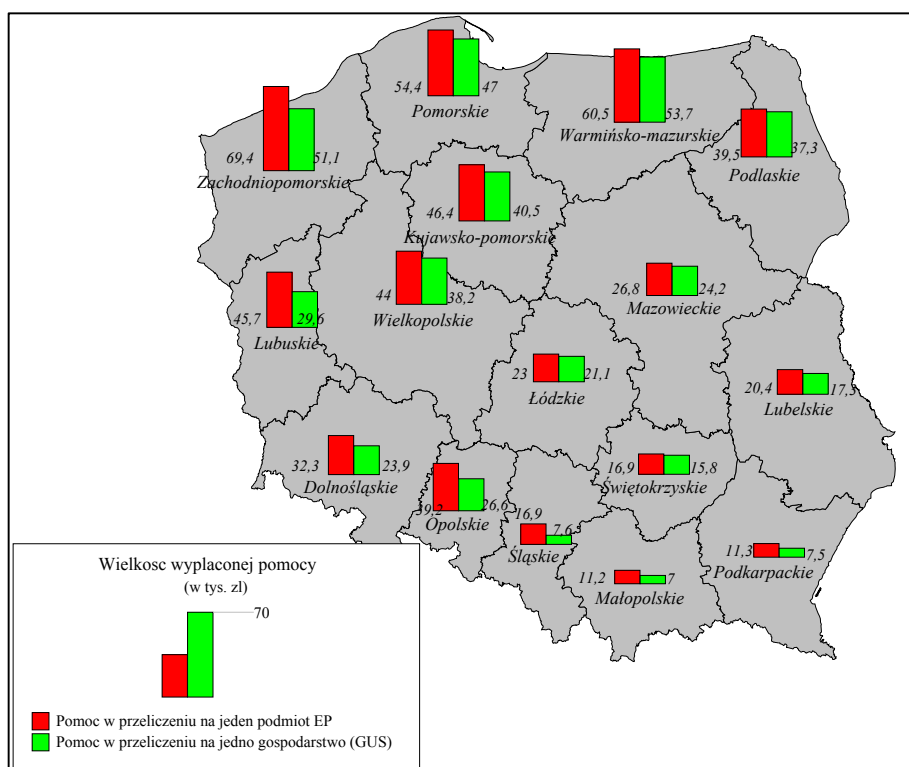 54,4 47
Pomorskie
60,5 53,7
Warmińsko-mazurskie
39,5 37,3
Podlaskie
69,4 51,1
Zachodniopomorskie
46,4 40,5
Kujawsko-pomorskie
44 38,2
Wielkopolskie
26,8 24,2
Mazowieckie
45,7 29,6
Lubuskie
23 21,1
Łódzkie
20,4 17,3
Lubelskie
32,3 23,9
Dolnośląskie
39,2 26,6
Opolskie
16,9 7,6
Śląskie
16,9 15,8
Świętokrzyskie
11,2 7
Małopolskie
11,3 7,5
Podkarpackie
Wielkosc wyplaconej pomocy
(w tys. zl)
70
Pomoc w przeliczeniu na jeden podmiot EP
Pomoc w przeliczeniu na jedno gospodarstwo (GUS)